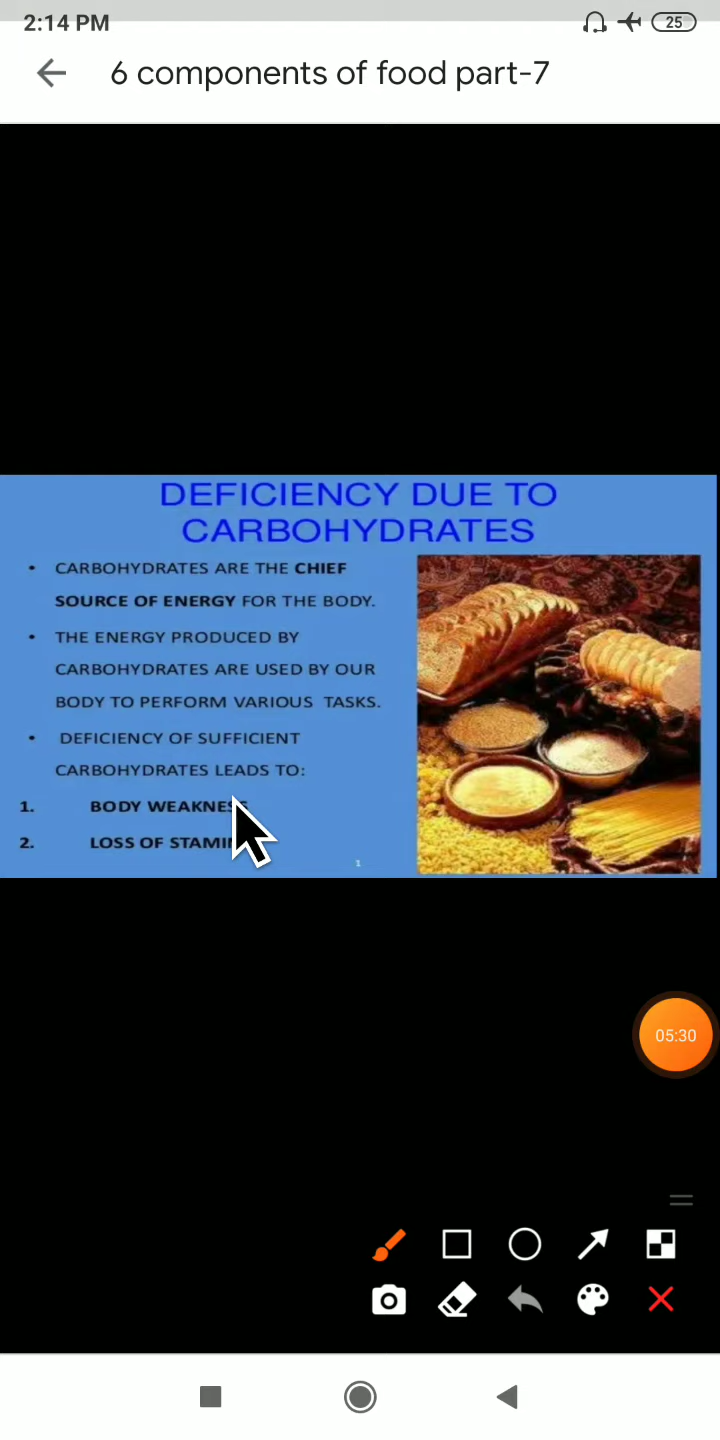 2:14 PM
25
6 components of food part-7
DEFICIENCY DUE TO
CARBOHYDRATES
• CARBOHYDRATES ARE THE CHIEF
SOURCE OF ENERGY FOR THE BODY.
• THE ENERGY PRODUCED BY
CARBOHYDRATES ARE USED BY OUR
BODY TO PERFORM VARIOUS TASKS.
• DEFICIENCY OF SUFFICIENT
CARBOHYDRATES LEADS TO:
1. BODY WEAKNESS
2. LOSS OF
1
05:30